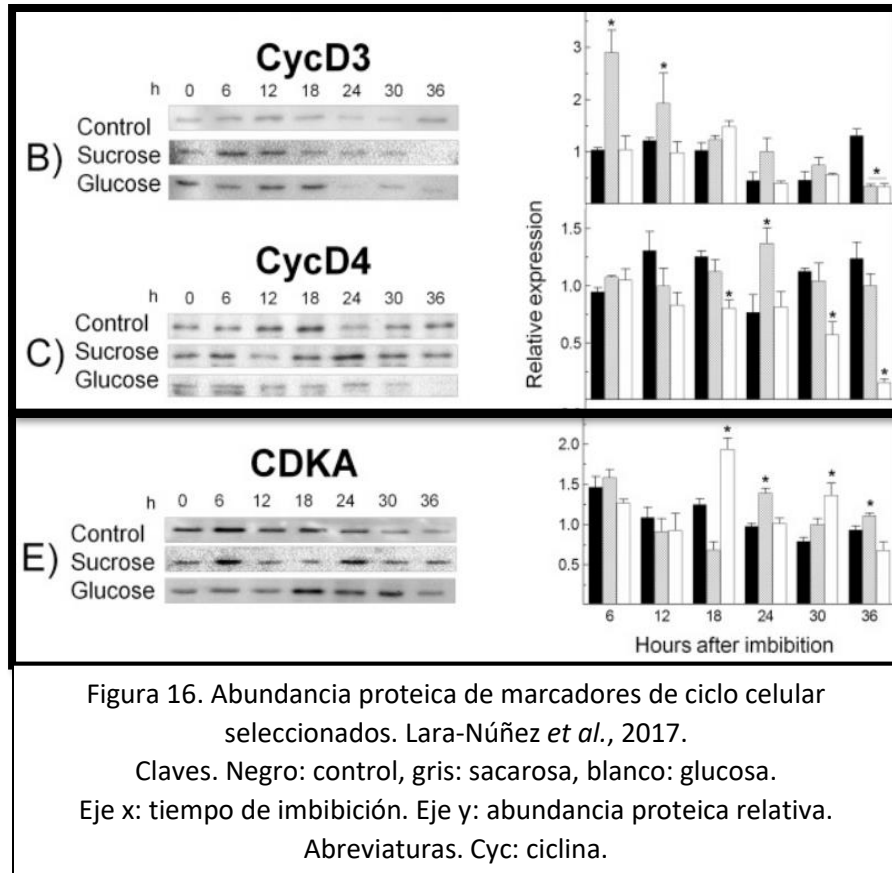 CycD3
h 0 6 12 18 24 30 36
Control
B) Sucrose
Glucose
3
2
1
CycD4
h 0 6 12 18 24 30 36
Control
C) Sucrose
Glucose
1.5
1.0
0.5
Relative expression
CDKA
h 0 6 12 18 24 30 36
Control
E) Sucrose
Glucose
2.0
1.5
1.0
0.5
6 12 18 24 30 36
Hours after imbibition
* * * * * * * * * * *
Figura 16. Abundancia proteica de marcadores de ciclo celular
seleccionados. Lara-Núñez et al., 2017.
Claves. Negro: control, gris: sacarosa, blanco: glucosa.
Eje x: tiempo de imbibición. Eje y: abundancia proteica relativa.
Abreviaturas. Cyc: ciclina.